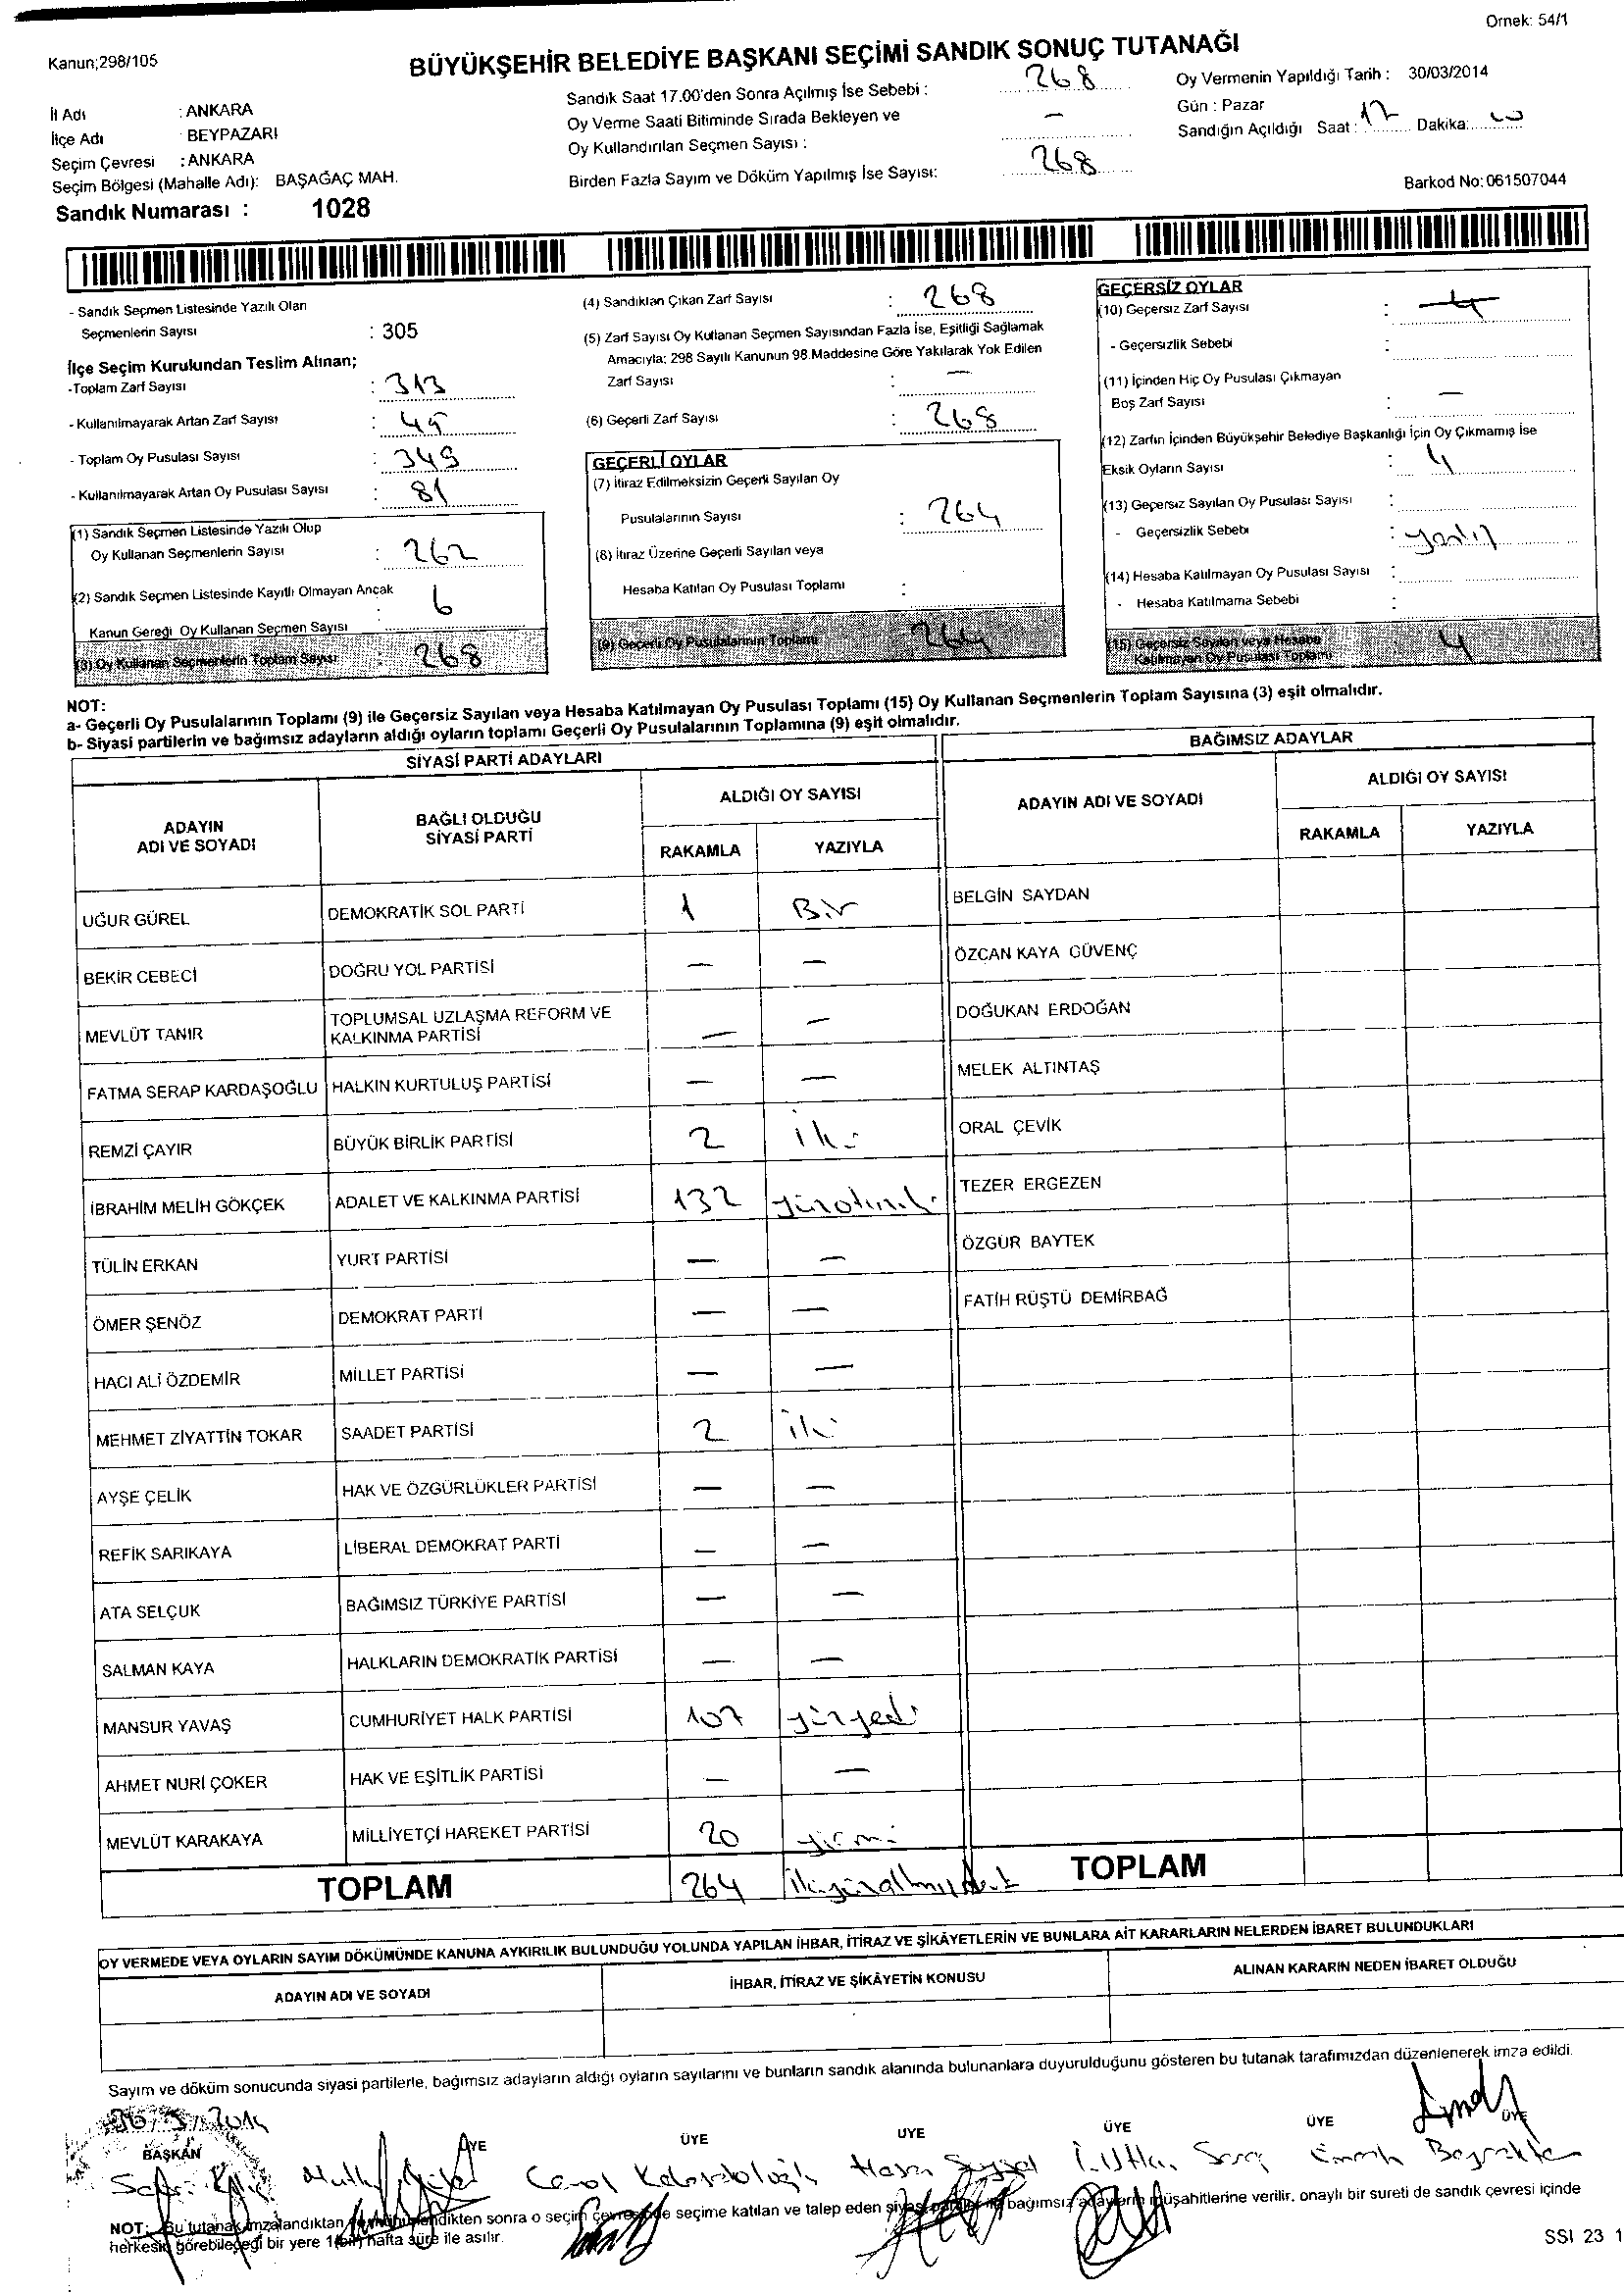 Örnek: 54/1
Kanun;298/105
BÜYÜKŞEHİR BELEDİYE BAŞKANI SEÇİMİ SANDIK SONUÇ TUTANAĞI
İl Adı : ANKARA
İlçe Adı BEYPAZARI
Seçim Çevresi : ANKARA
Seçim Bölgesi (Mahalle Adı): BAŞAĞAÇ MAH.
Sandık Numarası : 1028
Sandık Saat 17.00'den Sonra Açılmış İse Sebebi : 268
Oy Verme Saati Bitiminde Sırada Bekleyen ve
Oy Kullandırılan Seçmen Sayısı : —
Birden Fazla Sayım ve Döküm Yapılmış İse Sayısı: 268
Oy Vermenin Yapıldığı Tarih : 30/03/2014
Gün : Pazar
Sandığın Açıldığı Saat : 17 Dakika:
Barkod No: 061507044
- Sandık Seçmen Listesinde Yazılı Olan
Seçmenlerin Sayısı : 305
İlçe Seçim Kurulundan Teslim Alınan;
-Toplam Zarf Sayısı : 313
- Kullanılmayarak Artan Zarf Sayısı : 45
- Toplam Oy Pusulası Sayısı : 349
- Kullanılmayarak Artan Oy Pusulası Sayısı : 81
(1) Sandık Seçmen Listesinde Yazılı Olup
Oy Kullanan Seçmenlerin Sayısı : 262
(2) Sandık Seçmen Listesinde Kayıtlı Olmayan Ancak
Kanun Gereği Oy Kullanan Seçmen Sayısı : 6
(3) Oy Kullanan Seçmenlerin Toplam Sayısı : 268
(4) Sandıktan Çıkan Zarf Sayısı : 268
(5) Zarf Sayısı Oy Kullanan Seçmen Sayısından Fazla İse, Eşitliği Sağlamak
Amacıyla; 298 Sayılı Kanunun 98.Maddesine Göre Yakılarak Yok Edilen
Zarf Sayısı : —
(6) Geçerli Zarf Sayısı : 268
GEÇERLİ OYLAR
(7) İtiraz Edilmeksizin Geçerli Sayılan Oy
Pusulalarının Sayısı : 264
(8) İtiraz Üzerine Geçerli Sayılan veya
Hesaba Katılan Oy Pusulası Toplamı :
(9) Geçerli Oy Pusulalarının Toplamı 264
GEÇERSİZ OYLAR
(10) Geçersiz Zarf Sayısı :
- Geçersizlik Sebebi :
(11) İçinden Hiç Oy Pusulası Çıkmayan
Boş Zarf Sayısı : —
(12) Zarfın İçinden Büyükşehir Belediye Başkanlığı İçin Oy Çıkmamış İse
Eksik Oyların Sayısı : 4
(13) Geçersiz Sayılan Oy Pusulası Sayısı :
- Geçersizlik Sebebi :
(14) Hesaba Katılmayan Oy Pusulası Sayısı :
- Hesaba Katılmama Sebebi :
(15) Geçersiz Sayılan veya Hesaba
Katılmayan Oy Pusulası Toplamı 4
NOT:
a- Geçerli Oy Pusulalarının Toplamı (9) ile Geçersiz Sayılan veya Hesaba Katılmayan Oy Pusulası Toplamı (15) Oy Kullanan Seçmenlerin Toplam Sayısına (3) eşit olmalıdır.
b- Siyasi partilerin ve bağımsız adayların aldığı oyların toplamı Geçerli Oy Pusulalarının Toplamına (9) eşit olmalıdır.
SİYASİ PARTİ ADAYLARI
ADAYIN
ADI VE SOYADI
BAĞLI OLDUĞU
SİYASİ PARTİ
ALDIĞI OY SAYISI
RAKAMLA YAZIYLA
UĞUR GÜREL DEMOKRATİK SOL PARTİ 1 Bir
BEKİR CEBECİ DOĞRU YOL PARTİSİ — —
MEVLÜT TANIR TOPLUMSAL UZLAŞMA REFORM VE
KALKINMA PARTİSİ — —
FATMA SERAP KARDAŞOĞLU HALKIN KURTULUŞ PARTİSİ — —
REMZİ ÇAYIR BÜYÜK BİRLİK PARTİSİ 2 iki
İBRAHİM MELİH GÖKÇEK ADALET VE KALKINMA PARTİSİ 132 yüzotuziki
TÜLİN ERKAN YURT PARTİSİ — —
ÖMER ŞENÖZ DEMOKRAT PARTİ — —
HACI ALİ ÖZDEMİR MİLLET PARTİSİ — —
MEHMET ZİYATTİN TOKAR SAADET PARTİSİ 2 iki
AYŞE ÇELİK HAK VE ÖZGÜRLÜKLER PARTİSİ — —
REFİK SARIKAYA LİBERAL DEMOKRAT PARTİ — —
ATA SELÇUK BAĞIMSIZ TÜRKİYE PARTİSİ — —
SALMAN KAYA HALKLARIN DEMOKRATİK PARTİSİ — —
MANSUR YAVAŞ CUMHURİYET HALK PARTİSİ 107 yüzyedi
AHMET NURİ ÇOKER HAK VE EŞİTLİK PARTİSİ — —
MEVLÜT KARAKAYA MİLLİYETÇİ HAREKET PARTİSİ 20 yirmi
TOPLAM 264 ikiyüzaltmışdört
BAĞIMSIZ ADAYLAR
ADAYIN ADI VE SOYADI
ALDIĞI OY SAYISI
RAKAMLA YAZIYLA
BELGİN SAYDAN
ÖZCAN KAYA GÜVENÇ
DOĞUKAN ERDOĞAN
MELEK ALTINTAŞ
ORAL ÇEVİK
TEZER ERGEZEN
ÖZGÜR BAYTEK
FATİH RÜŞTÜ DEMİRBAĞ
TOPLAM
OY VERMEDE VEYA OYLARIN SAYIM DÖKÜMÜNDE KANUNA AYKIRILIK BULUNDUĞU YOLUNDA YAPILAN İHBAR, İTİRAZ VE ŞİKÂYETLERİN VE BUNLARA AİT KARARLARIN NELERDEN İBARET BULUNDUKLARI
ADAYIN ADI VE SOYADI İHBAR, İTİRAZ VE ŞİKÂYETİN KONUSU ALINAN KARARIN NEDEN İBARET OLDUĞU
Sayım ve döküm sonucunda siyasi partilerle, bağımsız adayların aldığı oyların sayılarını ve bunların sandık alanında bulunanlara duyurulduğunu gösteren bu tutanak tarafımızdan düzenlenerek imza edildi.
30/3/2014
BAŞKAN ÜYE ÜYE ÜYE ÜYE ÜYE ÜYE
Hasan Emrah
NOT: Bu tutanak imzalandıktan ve mühürlendikten sonra o seçim çevresinde seçime katılan ve talep eden siyasi partiler ile bağımsız adayların müşahitlerine verilir, onaylı bir sureti de sandık çevresi içinde
herkesin görebileceği bir yere 1(bir) hafta süre ile asılır.
SSI 23 1